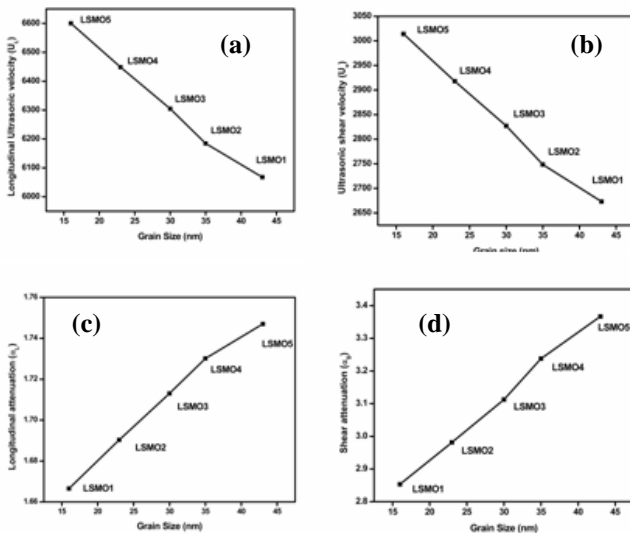 (a)
Longitudinal Ultrasonic velocity (U
6600
6500
6400
6300
6200
6100
6000
LSMO5
LSMO4
LSMO3
LSMO2
LSMO1
15 20 25 30 35 40 45
Grain Size (nm)
(b)
Ultrasonic shear velocity (U
3050
3000
2950
2900
2850
2800
2750
2700
2650
LSMO5
LSMO4
LSMO3
LSMO2
LSMO1
15 20 25 30 35 40 45
Grain size (nm)
(c)
Longitudinal attenuation (α
1.76
1.74
1.72
1.70
1.68
1.66
LSMO5
LSMO4
LSMO3
LSMO2
LSMO1
15 20 25 30 35 40 45
Grain Size (nm)
(d)
Shear attenuation (α
3.4
3.3
3.2
3.1
3.0
2.9
2.8
LSMO5
LSMO4
LSMO3
LSMO2
LSMO1
15 20 25 30 35 40 45
Grain Size (nm)